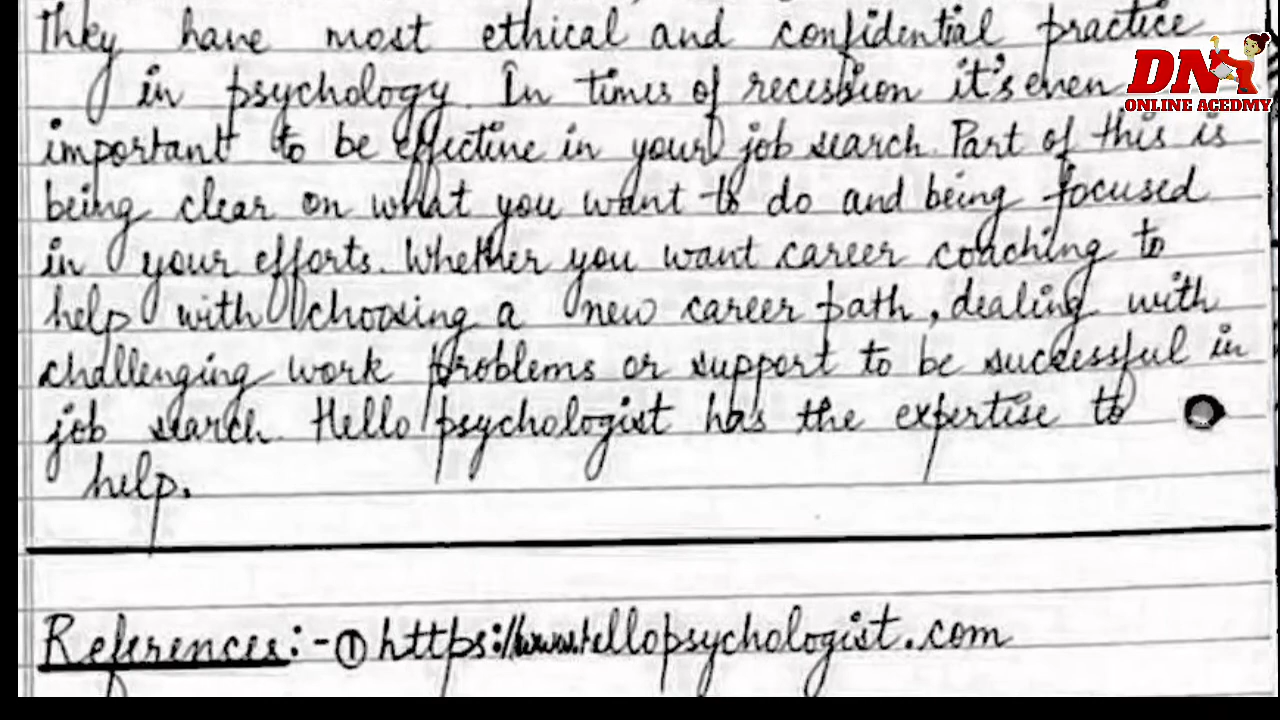 They have most ethical and confidential practice
in psychology. In times of recession it's even
important to be effective in your job search. Part of this is
being clear on what you want to do and being focused
in your efforts. Whether you want career coaching to
help with choosing a new career path, dealing with
challenging work problems or support to be successful in
job search. Hello psychologist has the expertise to
help.
References:- ① https://www.hellopsychologist.com
DN
ONLINE ACEDMY